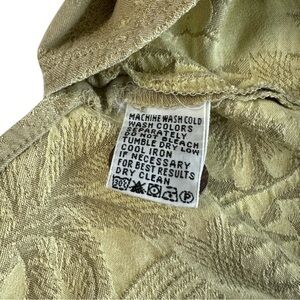 MACHINE WASH COLD
WASH COLORS
SEPARATELY
DO NOT BLEACH
TUMBLE DRY LOW
COOL IRON
IF NECESSARY
FOR BEST RESULTS
DRY CLEAN
30° P